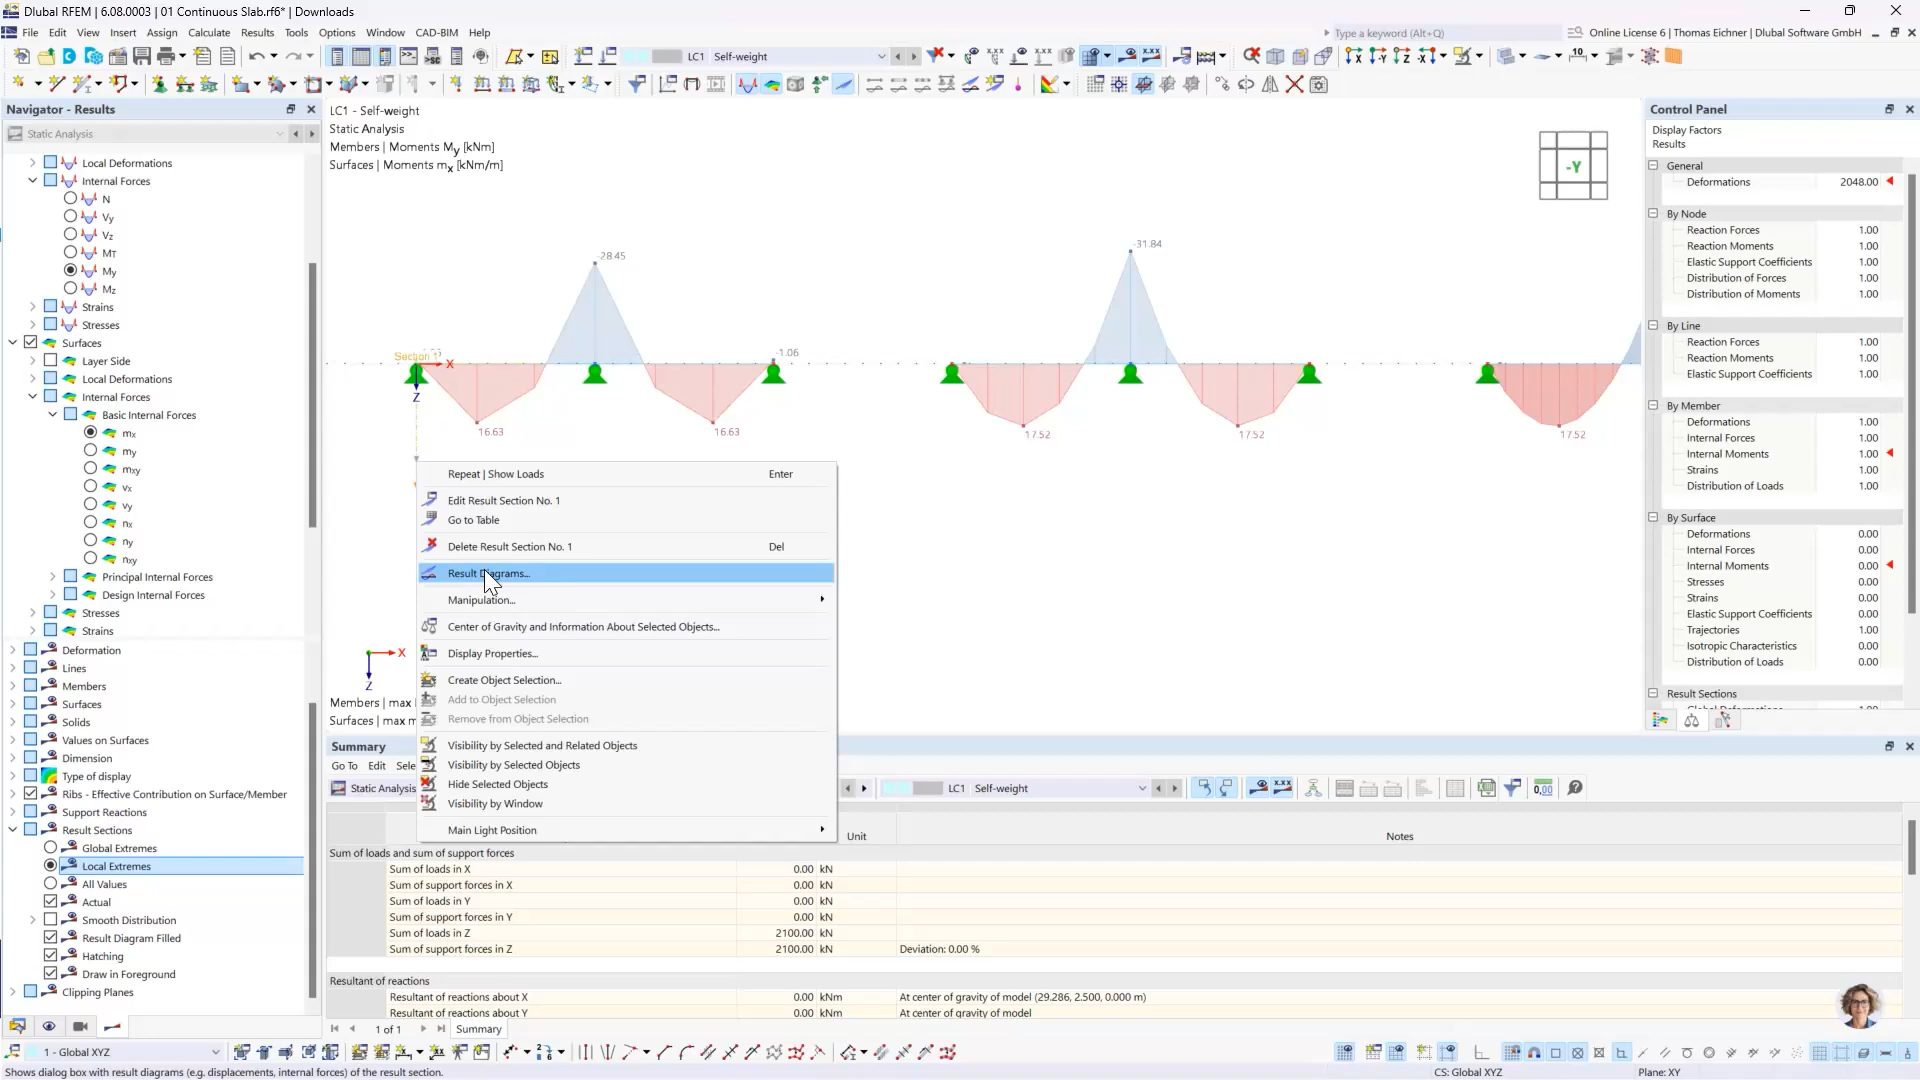 Dlubal RFEM | 6.08.0003 | 01 Continuous Slab.rf6* | Downloads
File Edit View Insert Assign Calculate Results Tools Options Window CAD-BIM Help
Type a keyword (Alt+Q)
Online License 6 | Thomas Eichner | Dlubal Software GmbH
LC1 Self-weight
Navigator - Results
Static Analysis
Local Deformations
Internal Forces
N
Vy
Vz
MT
My
Mz
Strains
Stresses
Surfaces
Layer Side
Local Deformations
Internal Forces
Basic Internal Forces
mx
my
mxy
vx
vy
nx
ny
nxy
Principal Internal Forces
Design Internal Forces
Stresses
Strains
Deformation
Lines
Members
Surfaces
Solids
Values on Surfaces
Dimension
Type of display
Ribs - Effective Contribution on Surface/Member
Support Reactions
Result Sections
Global Extremes
Local Extremes
All Values
Actual
Smooth Distribution
Result Diagram Filled
Hatching
Draw in Foreground
Clipping Planes
1 - Global XYZ
Shows dialog box with result diagrams (e.g. displacements, internal forces) of the result section.
LC1 - Self-weight
Static Analysis
Members | Moments My [kNm]
Surfaces | Moments mx [kNm/m]
-Y
-28.45
-31.84
Section 1
X
Z
-1.06
16.63
16.63
17.52
17.52
17.52
X
Z
Members | max
Surfaces | max m
Repeat | Show Loads Enter
Edit Result Section No. 1
Go to Table
Delete Result Section No. 1 Del
Result Diagrams...
Manipulation...
Center of Gravity and Information About Selected Objects...
Display Properties...
Create Object Selection...
Add to Object Selection
Remove from Object Selection
Visibility by Selected and Related Objects
Visibility by Selected Objects
Hide Selected Objects
Visibility by Window
Main Light Position
Summary
Go To Edit Sele
Static Analysis
LC1 Self-weight
Unit Notes
Sum of loads and sum of support forces
Sum of loads in X 0.00 kN
Sum of support forces in X 0.00 kN
Sum of loads in Y 0.00 kN
Sum of support forces in Y 0.00 kN
Sum of loads in Z 2100.00 kN
Sum of support forces in Z 2100.00 kN Deviation: 0.00 %
Resultant of reactions
Resultant of reactions about X 0.00 kNm At center of gravity of model (29.286, 2.500, 0.000 m)
Resultant of reactions about Y 0.00 kNm At center of gravity of model
1 of 1 Summary
Control Panel
Display Factors
Results
General
Deformations 2048.00
By Node
Reaction Forces 1.00
Reaction Moments 1.00
Elastic Support Coefficients 1.00
Distribution of Forces 1.00
Distribution of Moments 1.00
By Line
Reaction Forces 1.00
Reaction Moments 1.00
Elastic Support Coefficients 1.00
By Member
Deformations 1.00
Internal Forces 1.00
Internal Moments 1.00
Strains 1.00
Distribution of Loads 1.00
By Surface
Deformations 0.00
Internal Forces 0.00
Internal Moments 0.00
Stresses 0.00
Strains 0.00
Elastic Support Coefficients 0.00
Trajectories 1.00
Isotropic Characteristics 0.00
Distribution of Loads 0.00
Result Sections
CS: Global XYZ
Plane: XY